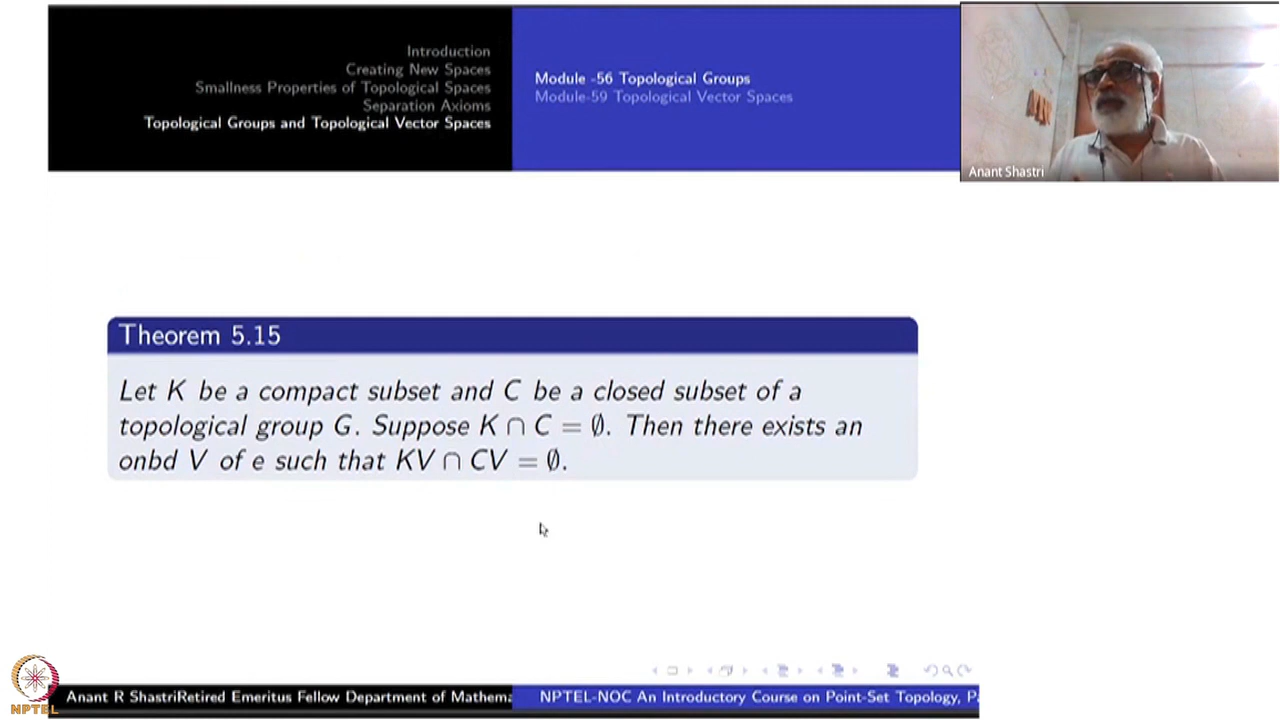 Introduction
Creating New Spaces
Smallness Properties of Topological Spaces
Separation Axioms
Topological Groups and Topological Vector Spaces
Module -56 Topological Groups
Module-59 Topological Vector Spaces
Anant Shastri
Theorem 5.15
Let K be a compact subset and C be a closed subset of a
topological group G. Suppose K ∩ C = ∅. Then there exists an
onbd V of e such that KV ∩ CV = ∅.
NPTEL
Anant R ShastriRetired Emeritus Fellow Department of Mathema
NPTEL-NOC An Introductory Course on Point-Set Topology, Pa